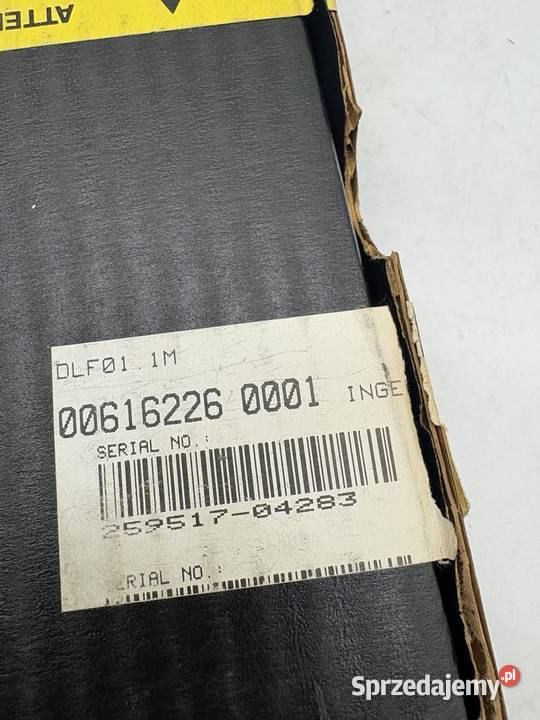 ATTE
DLF01.1M
00616226 0001 INGE
SERIAL NO.:
259517-04283
ERIAL NO.:
Sprzedajemy.pl